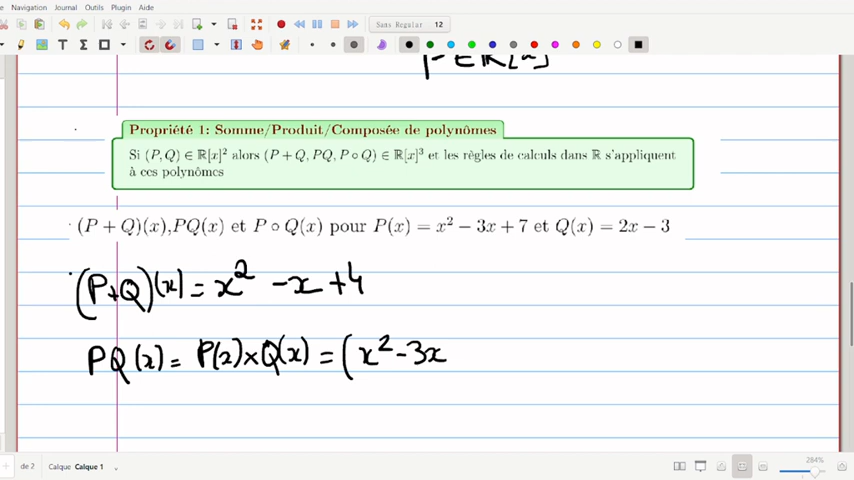 Navigation Journal Outils Plugin Aide
Sans Regular 12
P ∈ ℝ[x]
Propriété 1: Somme/Produit/Composée de polynômes
Si (P, Q) ∈ ℝ[x]² alors (P + Q, PQ, P ∘ Q) ∈ ℝ[x]³ et les règles de calculs dans ℝ s'appliquent
à ces polynômes
(P + Q)(x),PQ(x) et P ∘ Q(x) pour P(x) = x² − 3x + 7 et Q(x) = 2x − 3
(P+Q)(x) = x² − x + 4
PQ(x) = P(x) × Q(x) = (x² − 3x
de 2 Calque Calque 1 284%